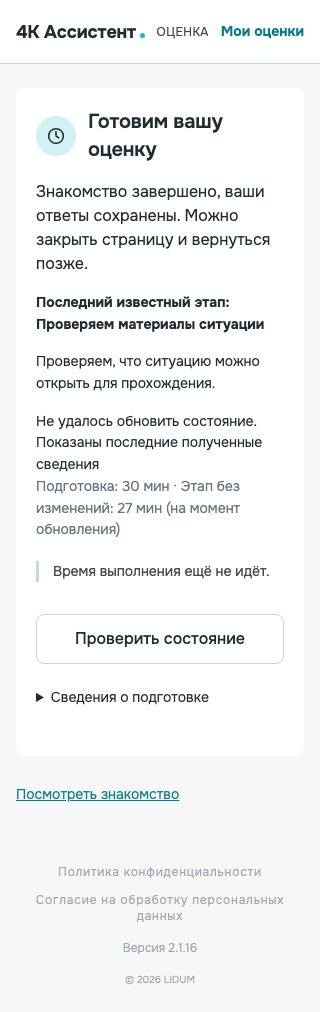 4К Ассистент
ОЦЕНКА
Мои оценки
Готовим вашу
оценку
Знакомство завершено, ваши
ответы сохранены. Можно
закрыть страницу и вернуться
позже.
Последний известный этап:
Проверяем материалы ситуации
Проверяем, что ситуацию можно
открыть для прохождения.
Не удалось обновить состояние.
Показаны последние полученные
сведения
Подготовка: 30 мин · Этап без
изменений: 27 мин (на момент
обновления)
Время выполнения ещё не идёт.
Проверить состояние
Сведения о подготовке
Посмотреть знакомство
Политика конфиденциальности
Согласие на обработку персональных
данных
Версия 2.1.16
© 2026 LIDUM